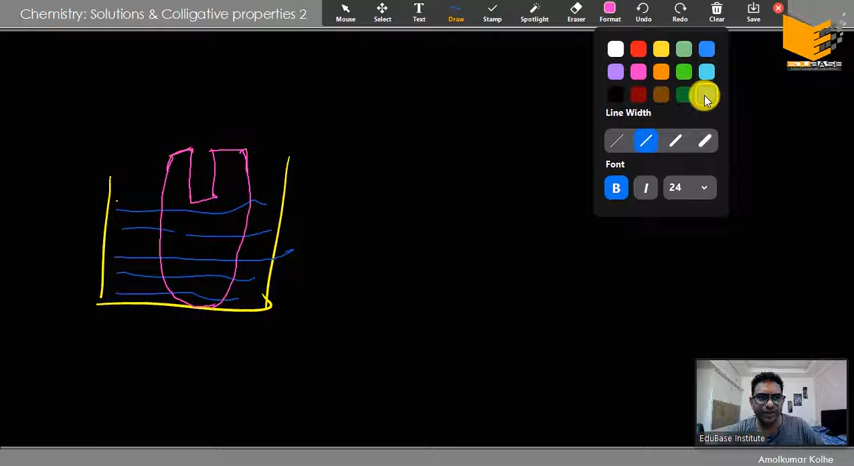 Chemistry: Solutions & Colligative properties 2
Mouse Select Text Draw Stamp Spotlight Eraser Format Undo Redo Clear Save
EDUBASE
Line Width
Font
B I 24
EduBase Institute
Amolkumar Kolhe